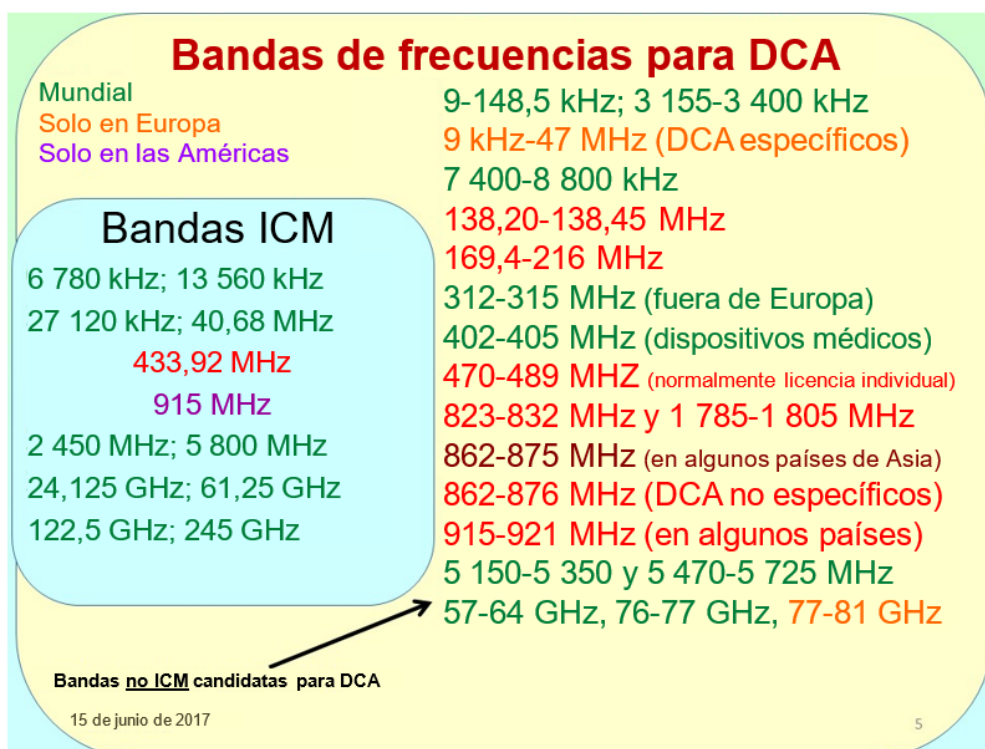 Bandas de frecuencias para DCA
Mundial
Solo en Europa
Solo en las Américas
Bandas ICM
6 780 kHz; 13 560 kHz
27 120 kHz; 40,68 MHz
433,92 MHz
915 MHz
2 450 MHz; 5 800 MHz
24,125 GHz; 61,25 GHz
122,5 GHz; 245 GHz
9-148,5 kHz; 3 155-3 400 kHz
9 kHz-47 MHz (DCA específicos)
7 400-8 800 kHz
138,20-138,45 MHz
169,4-216 MHz
312-315 MHz (fuera de Europa)
402-405 MHz (dispositivos médicos)
470-489 MHZ (normalmente licencia individual)
823-832 MHz y 1 785-1 805 MHz
862-875 MHz (en algunos países de Asia)
862-876 MHz (DCA no específicos)
915-921 MHz (en algunos países)
5 150-5 350 y 5 470-5 725 MHz
57-64 GHz, 76-77 GHz, 77-81 GHz
Bandas no ICM candidatas para DCA
15 de junio de 2017
5